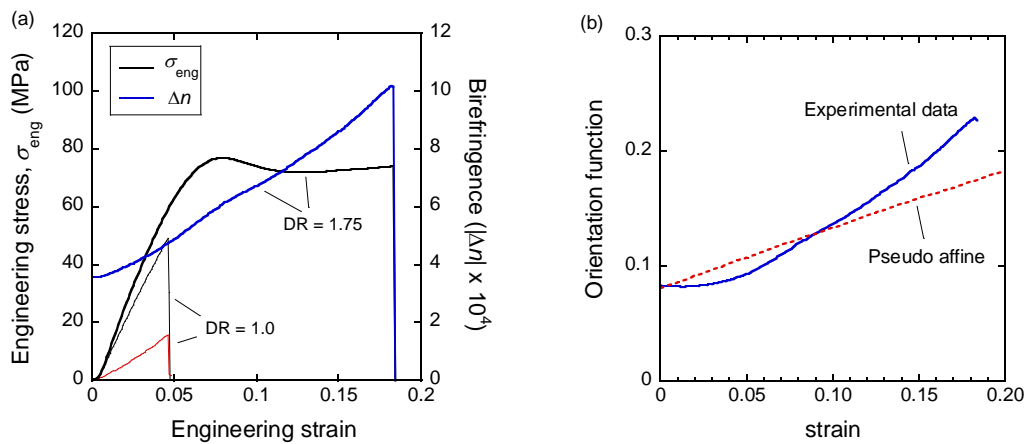 (a)
Engineering stress, σeng (MPa)
120
100
80
60
40
20
0
σeng
Δn
DR = 1.75
DR = 1.0
12
10
8
6
4
2
0
Birefringence (|Δn| x 10⁴)
0 0.05 0.1 0.15 0.2
Engineering strain
(b)
Orientation function
0.3
0.2
0.1
0
Experimental data
Pseudo affine
0 0.05 0.10 0.15 0.20
strain